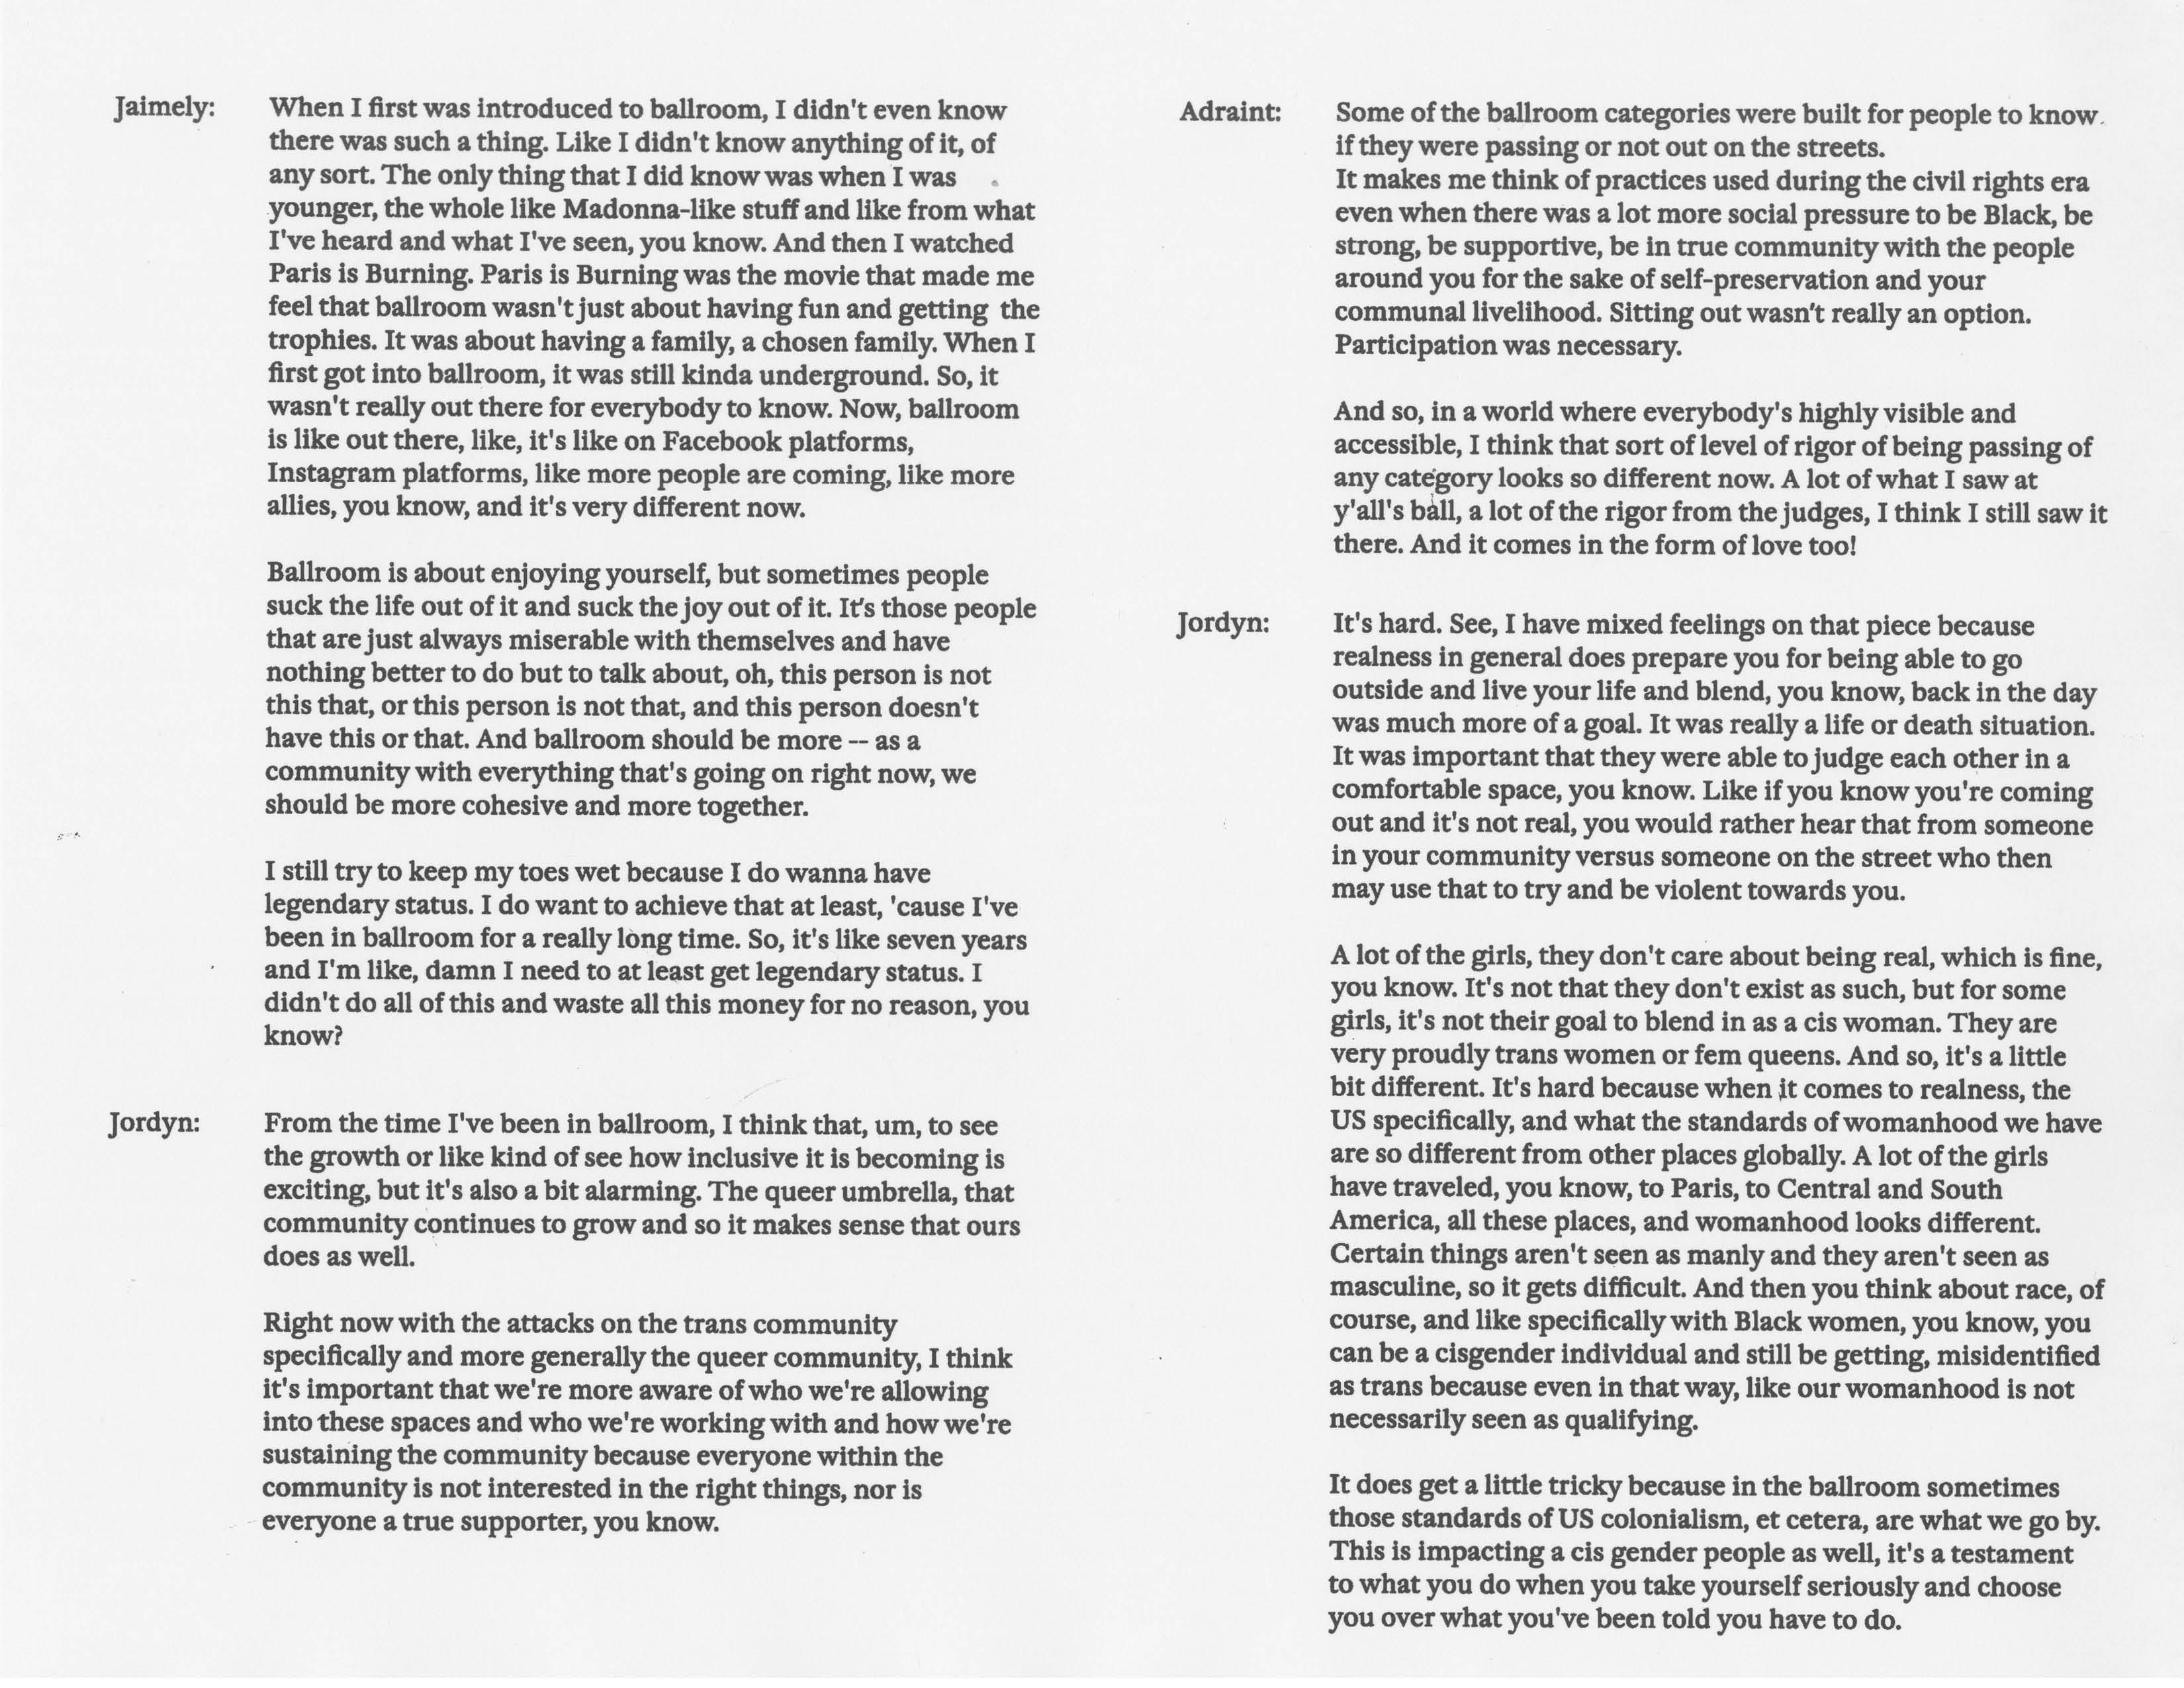 Jaimely: When I first was introduced to ballroom, I didn't even know
there was such a thing. Like I didn't know anything of it, of
any sort. The only thing that I did know was when I was
younger, the whole like Madonna-like stuff and like from what
I've heard and what I've seen, you know. And then I watched
Paris is Burning. Paris is Burning was the movie that made me
feel that ballroom wasn't just about having fun and getting the
trophies. It was about having a family, a chosen family. When I
first got into ballroom, it was still kinda underground. So, it
wasn't really out there for everybody to know. Now, ballroom
is like out there, like, it's like on Facebook platforms,
Instagram platforms, like more people are coming, like more
allies, you know, and it's very different now.
Ballroom is about enjoying yourself, but sometimes people
suck the life out of it and suck the joy out of it. It's those people
that are just always miserable with themselves and have
nothing better to do but to talk about, oh, this person is not
this that, or this person is not that, and this person doesn't
have this or that. And ballroom should be more -- as a
community with everything that's going on right now, we
should be more cohesive and more together.
I still try to keep my toes wet because I do wanna have
legendary status. I do want to achieve that at least, 'cause I've
been in ballroom for a really long time. So, it's like seven years
and I'm like, damn I need to at least get legendary status. I
didn't do all of this and waste all this money for no reason, you
know?
Jordyn: From the time I've been in ballroom, I think that, um, to see
the growth or like kind of see how inclusive it is becoming is
exciting, but it's also a bit alarming. The queer umbrella, that
community continues to grow and so it makes sense that ours
does as well.
Right now with the attacks on the trans community
specifically and more generally the queer community, I think
it's important that we're more aware of who we're allowing
into these spaces and who we're working with and how we're
sustaining the community because everyone within the
community is not interested in the right things, nor is
everyone a true supporter, you know.
Adraint: Some of the ballroom categories were built for people to know
if they were passing or not out on the streets.
It makes me think of practices used during the civil rights era
even when there was a lot more social pressure to be Black, be
strong, be supportive, be in true community with the people
around you for the sake of self-preservation and your
communal livelihood. Sitting out wasn't really an option.
Participation was necessary.
And so, in a world where everybody's highly visible and
accessible, I think that sort of level of rigor of being passing of
any category looks so different now. A lot of what I saw at
y'all's ball, a lot of the rigor from the judges, I think I still saw it
there. And it comes in the form of love too!
Jordyn: It's hard. See, I have mixed feelings on that piece because
realness in general does prepare you for being able to go
outside and live your life and blend, you know, back in the day
was much more of a goal. It was really a life or death situation.
It was important that they were able to judge each other in a
comfortable space, you know. Like if you know you're coming
out and it's not real, you would rather hear that from someone
in your community versus someone on the street who then
may use that to try and be violent towards you.
A lot of the girls, they don't care about being real, which is fine,
you know. It's not that they don't exist as such, but for some
girls, it's not their goal to blend in as a cis woman. They are
very proudly trans women or fem queens. And so, it's a little
bit different. It's hard because when it comes to realness, the
US specifically, and what the standards of womanhood we have
are so different from other places globally. A lot of the girls
have traveled, you know, to Paris, to Central and South
America, all these places, and womanhood looks different.
Certain things aren't seen as manly and they aren't seen as
masculine, so it gets difficult. And then you think about race, of
course, and like specifically with Black women, you know, you
can be a cisgender individual and still be getting, misidentified
as trans because even in that way, like our womanhood is not
necessarily seen as qualifying.
It does get a little tricky because in the ballroom sometimes
those standards of US colonialism, et cetera, are what we go by.
This is impacting a cis gender people as well, it's a testament
to what you do when you take yourself seriously and choose
you over what you've been told you have to do.